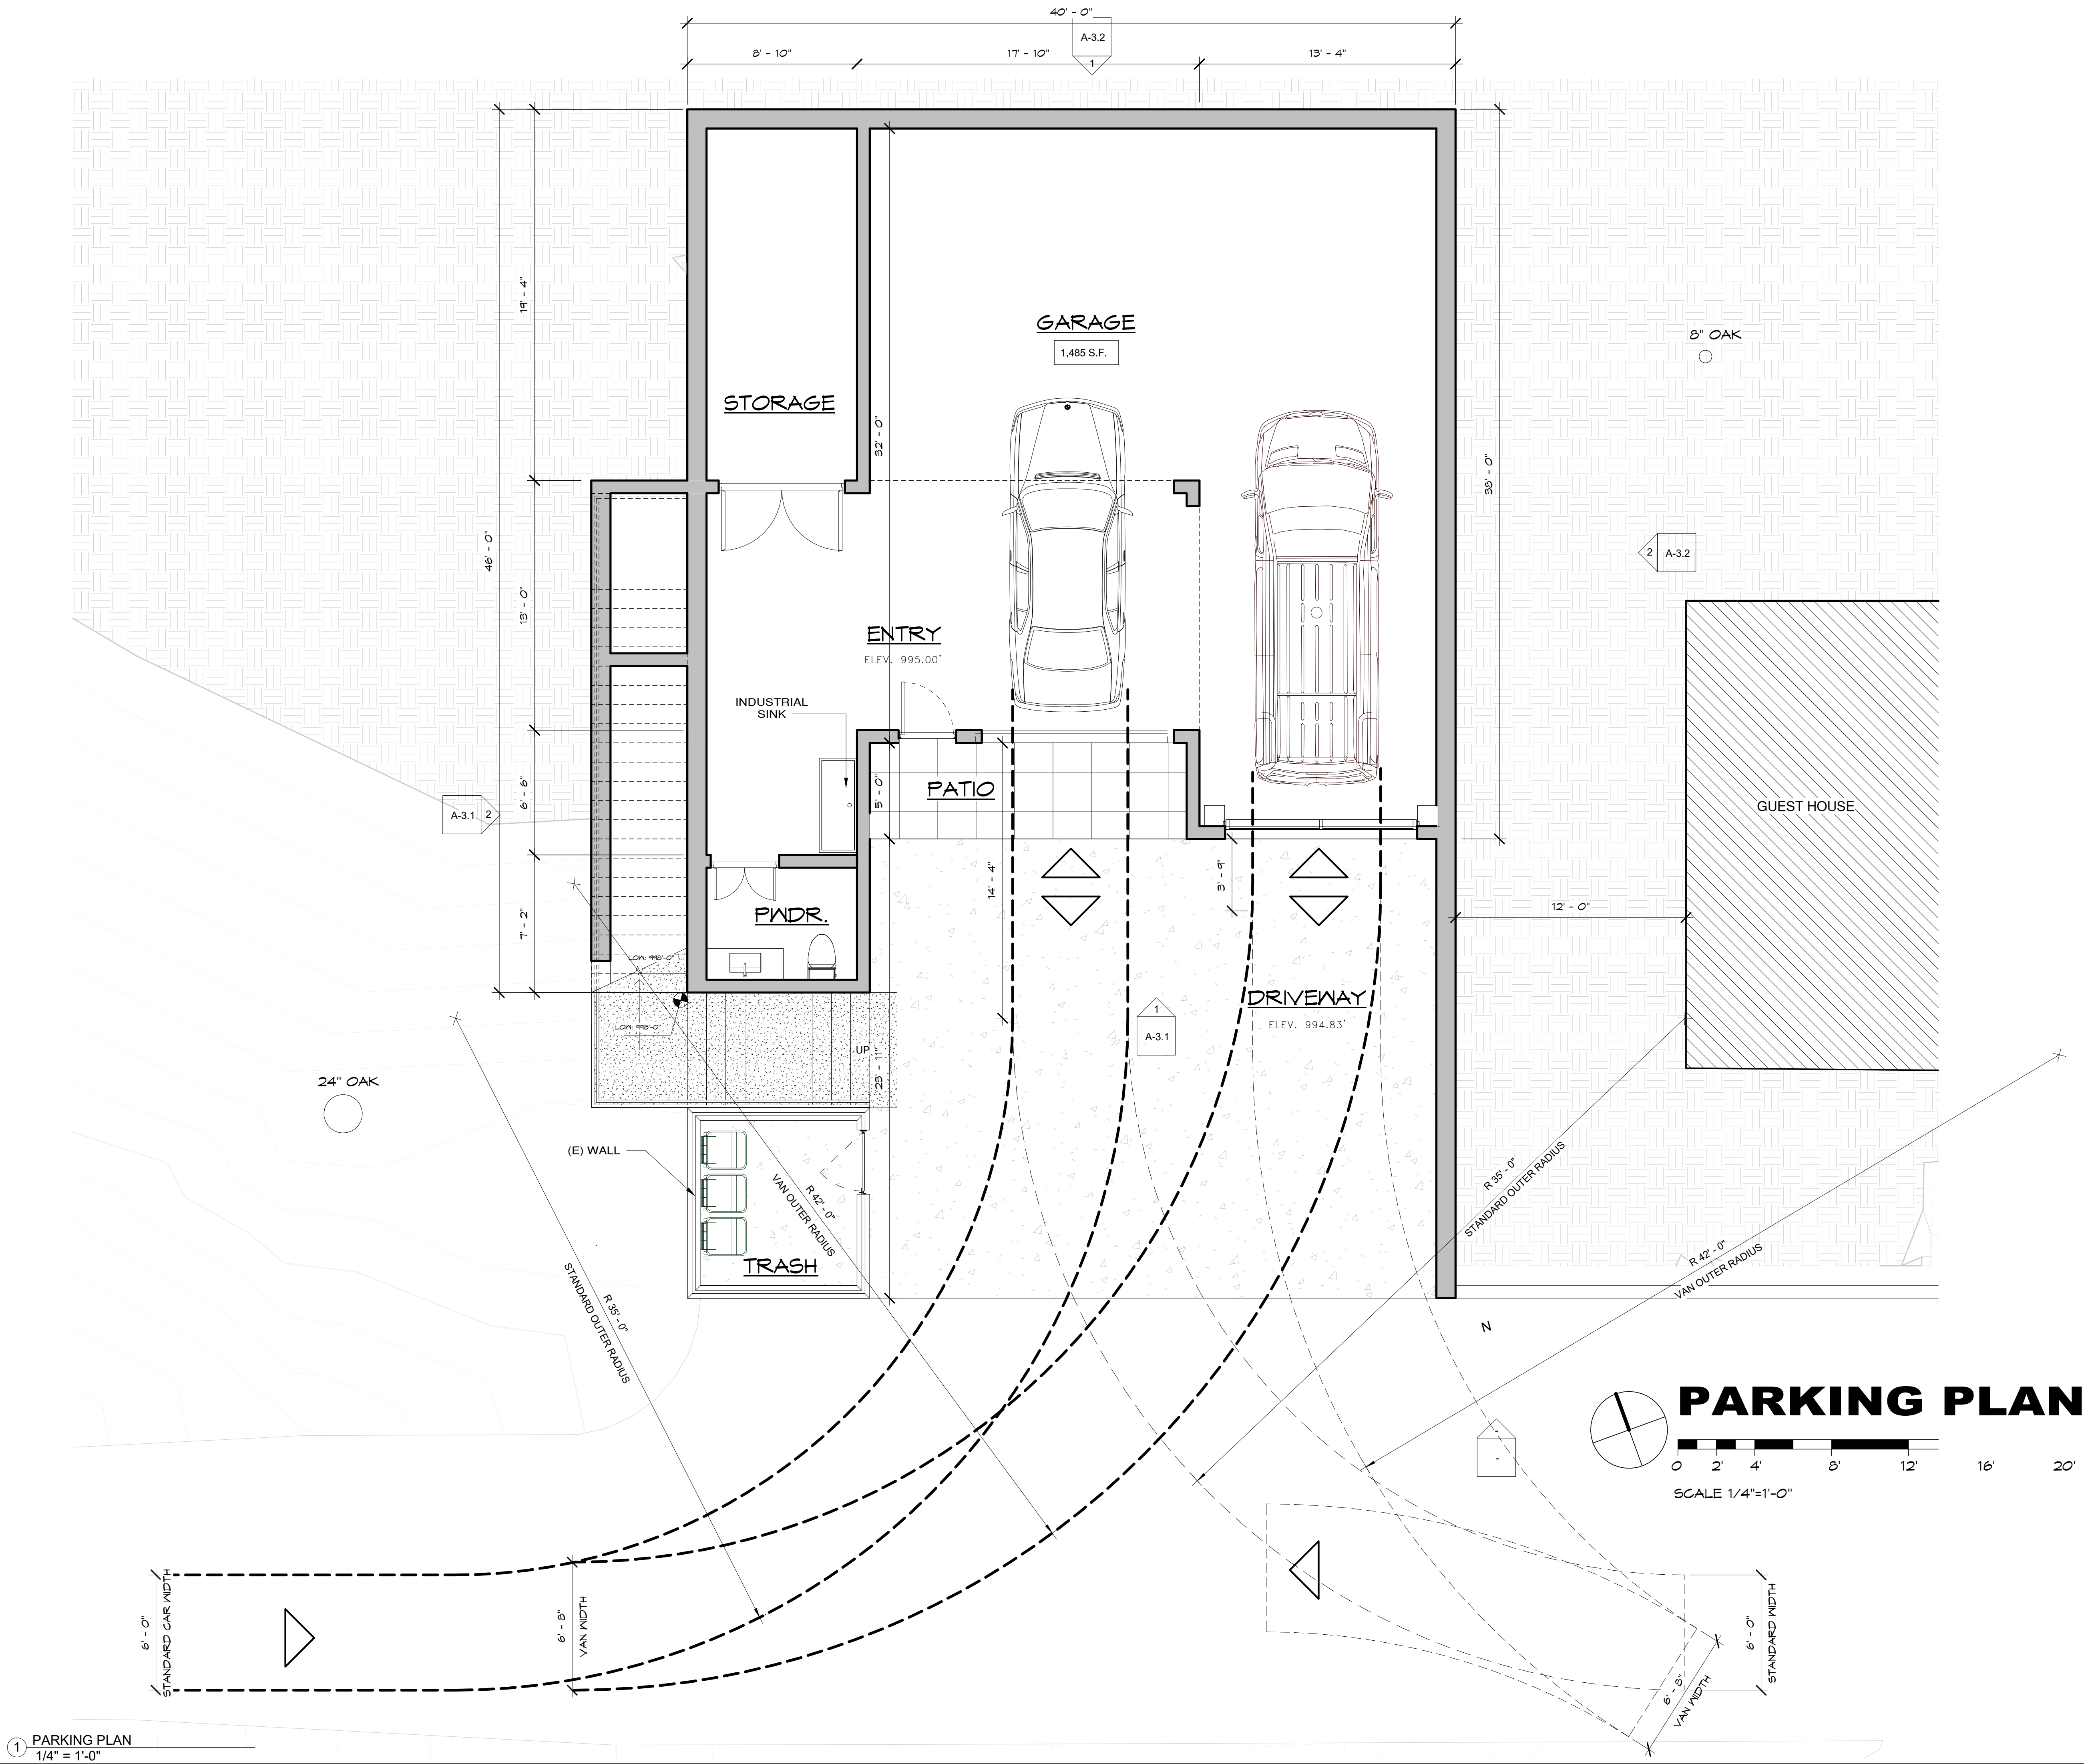 40' - 0"
A-3.2
1
8' - 10"
17' - 10"
13' - 4"
GARAGE
1,485 S.F.
8" OAK
STORAGE
19' - 4"
32' - 0"
38' - 0"
46' - 0"
13' - 0"
2
A-3.2
ENTRY
ELEV. 995.00'
INDUSTRIAL
SINK
PATIO
6' - 6"
5' - 0"
A-3.1
2
GUEST HOUSE
14' - 4"
3' - 9"
7' - 2"
PWDR.
12' - 0"
LOW: 998'-0"
LOW: 998'-0"
UP
23' - 11"
DRIVEWAY
ELEV. 994.83'
1
A-3.1
24" OAK
(E) WALL
TRASH
R 42' - 0"
VAN OUTER RADIUS
R 35' - 0"
STANDARD OUTER RADIUS
R 35' - 0"
STANDARD OUTER RADIUS
R 42' - 0"
VAN OUTER RADIUS
N
PARKING PLAN
0 2' 4' 8' 12' 16' 20'
SCALE 1/4"=1'-0"
-
-
6' - 0"
STANDARD CAR WIDTH
6' - 8"
VAN WIDTH
6' - 0"
STANDARD WIDTH
6' - 8"
VAN WIDTH
1
PARKING PLAN
1/4" = 1'-0"